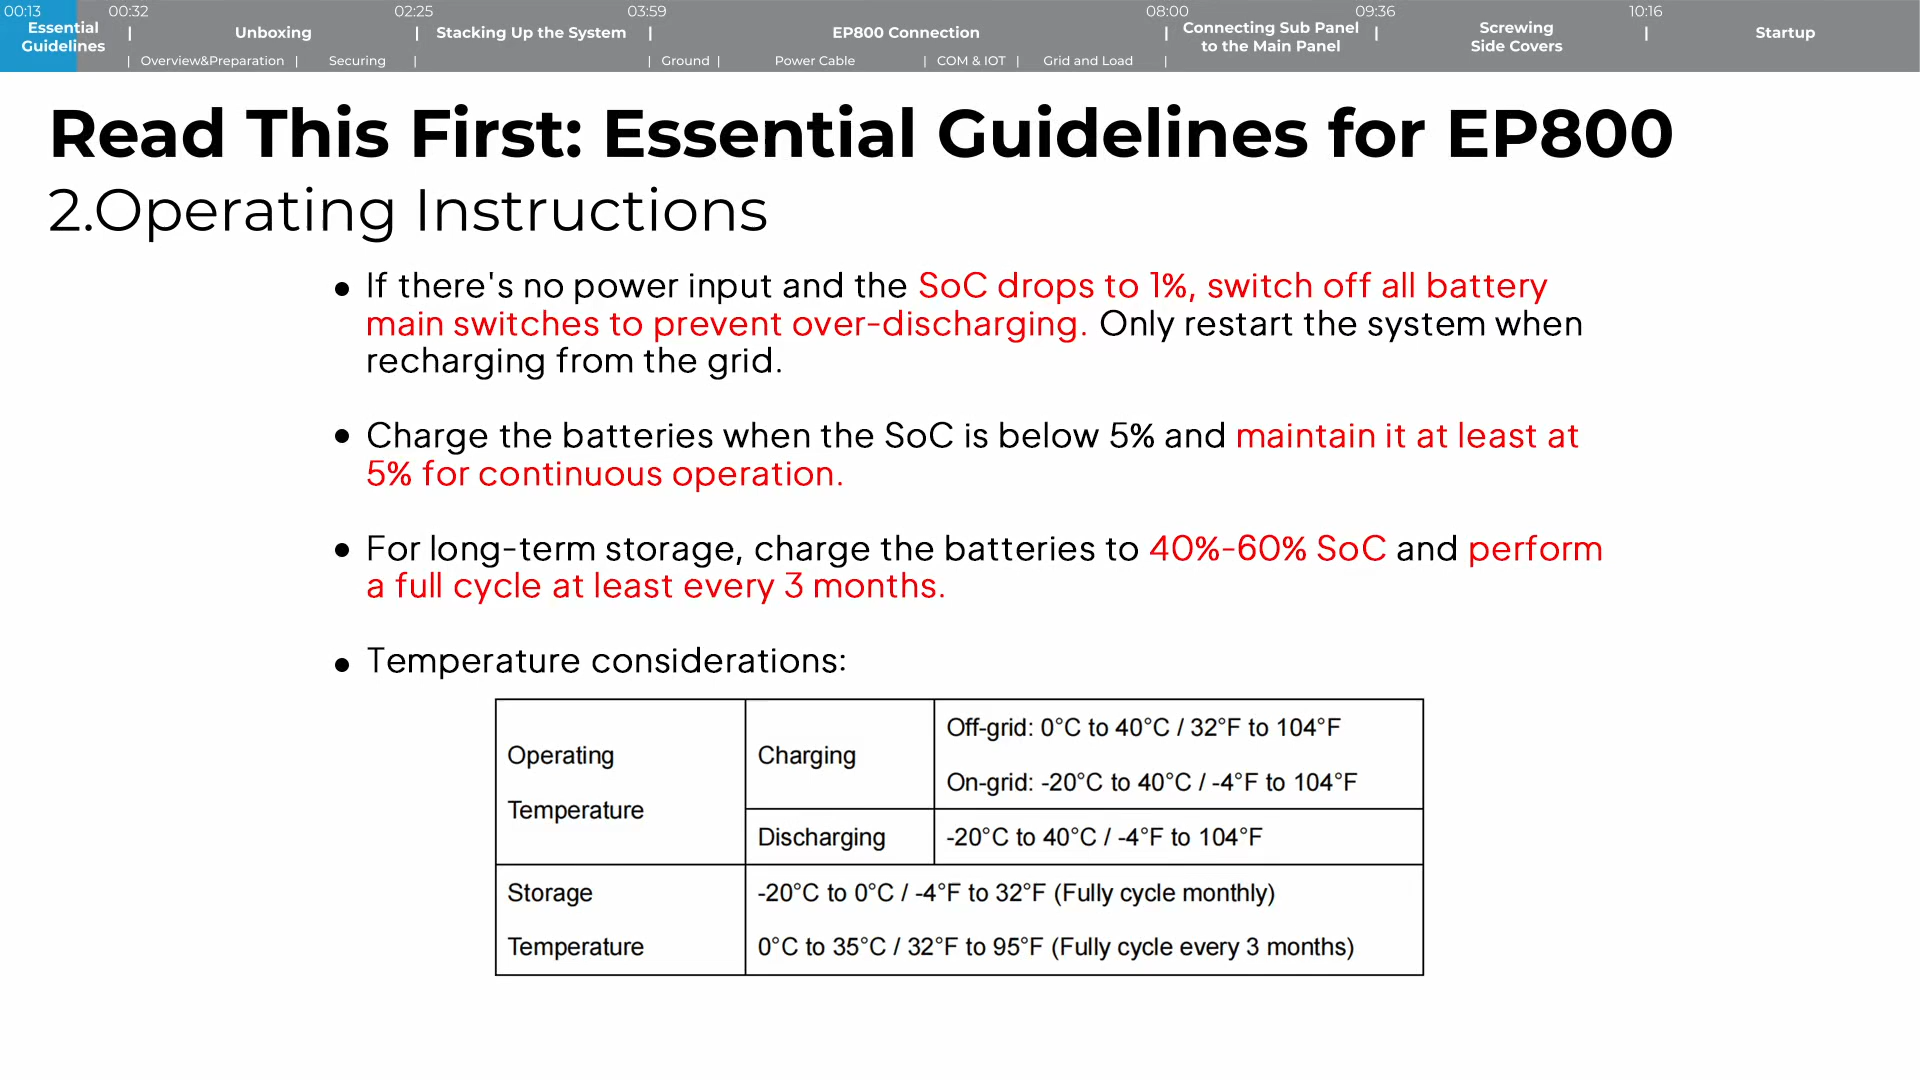 00:13 00:32 02:25 03:59 08:00 09:36 10:16
Essential
Guidelines
| Unboxing | Stacking Up the System | EP800 Connection | Connecting Sub Panel
to the Main Panel | Screwing
Side Covers | Startup
| Overview&Preparation | Securing | | Ground | Power Cable | COM & IOT | Grid and Load |
Read This First: Essential Guidelines for EP800
2.Operating Instructions
• If there's no power input and the SoC drops to 1%, switch off all battery
main switches to prevent over-discharging. Only restart the system when
recharging from the grid.
• Charge the batteries when the SoC is below 5% and maintain it at least at
5% for continuous operation.
• For long-term storage, charge the batteries to 40%-60% SoC and perform
a full cycle at least every 3 months.
• Temperature considerations:
Operating
Temperature
Charging
Off-grid: 0°C to 40°C / 32°F to 104°F
On-grid: -20°C to 40°C / -4°F to 104°F
Discharging
-20°C to 40°C / -4°F to 104°F
Storage
Temperature
-20°C to 0°C / -4°F to 32°F (Fully cycle monthly)
0°C to 35°C / 32°F to 95°F (Fully cycle every 3 months)